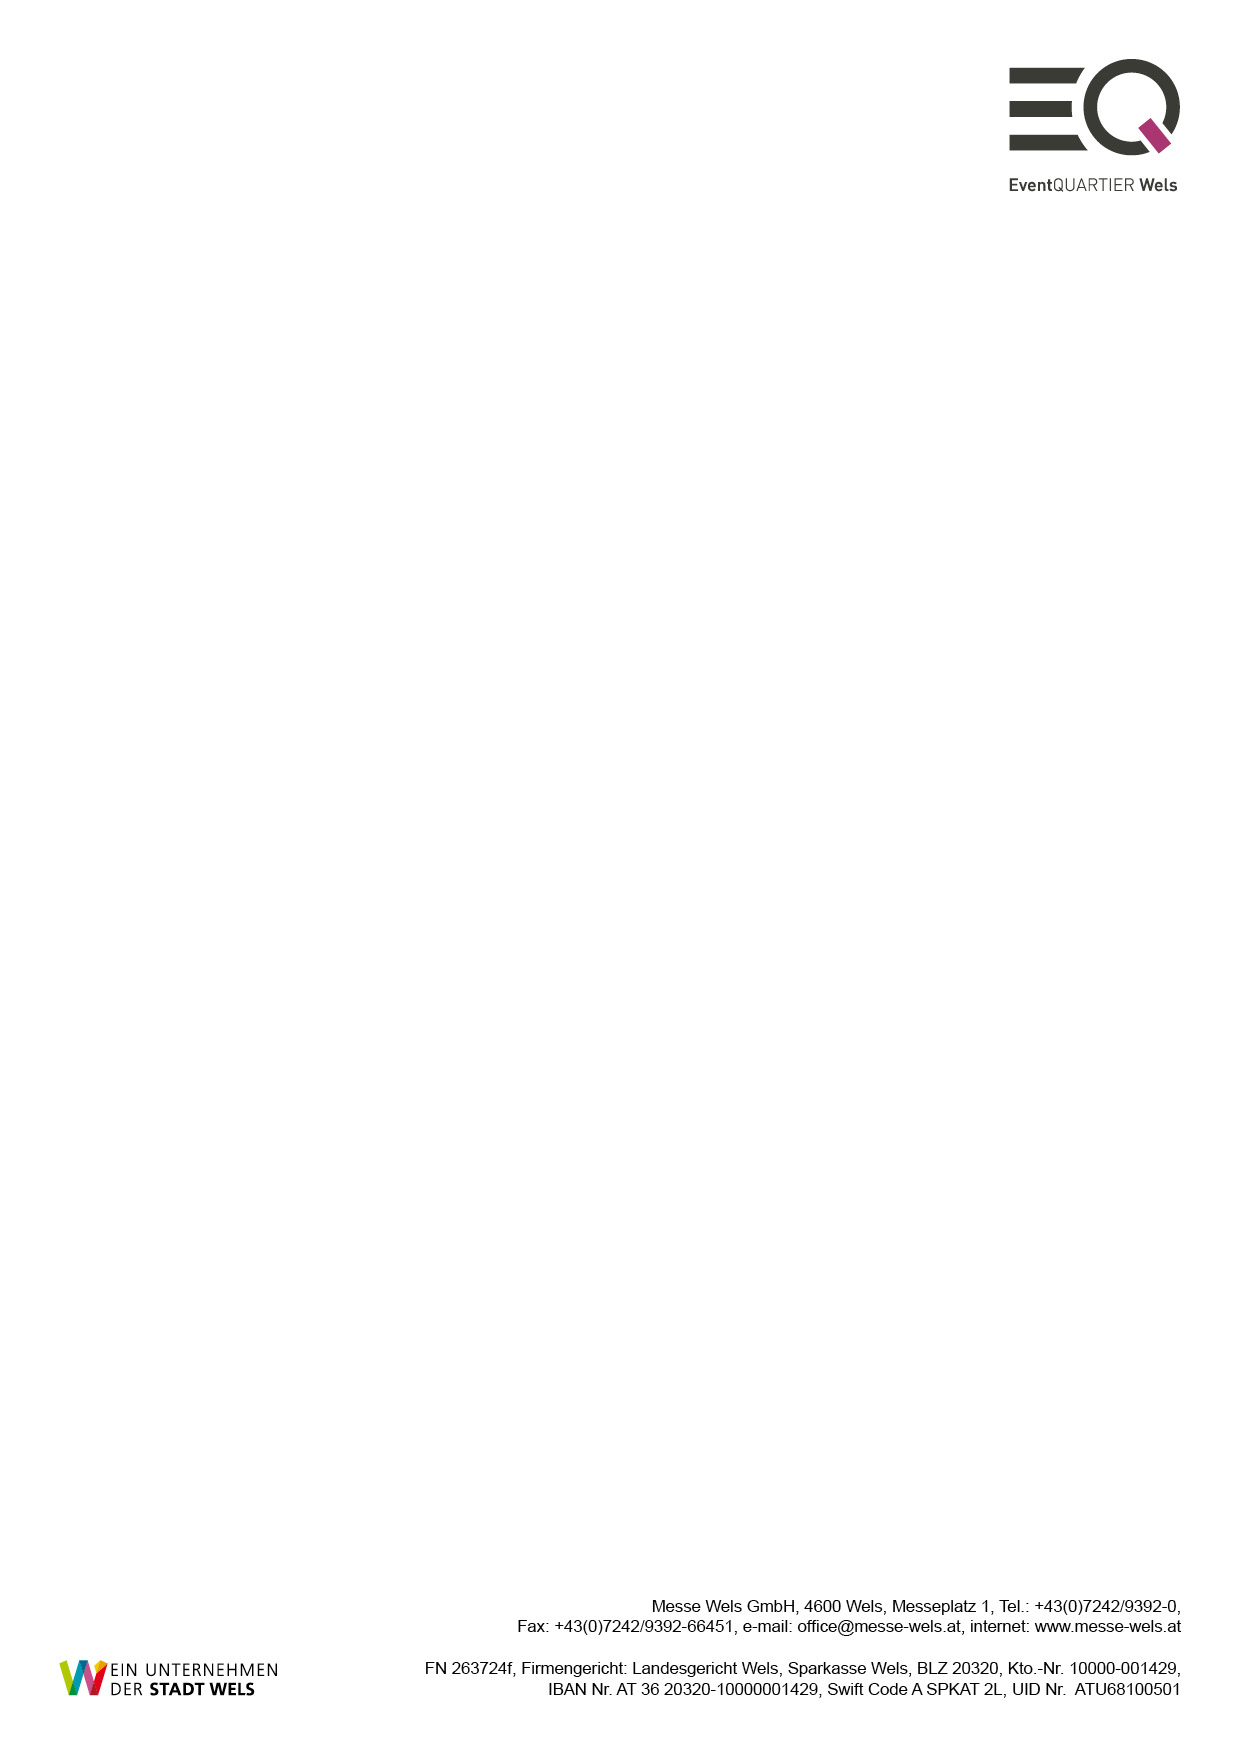 EQ
EventQUARTIER Wels
Messe Wels GmbH, 4600 Wels, Messeplatz 1, Tel.: +43(0)7242/9392-0,
Fax: +43(0)7242/9392-66451, e-mail: office@messe-wels.at, internet: www.messe-wels.at
EIN UNTERNEHMEN
DER STADT WELS
FN 263724f, Firmengericht: Landesgericht Wels, Sparkasse Wels, BLZ 20320, Kto.-Nr. 10000-001429,
IBAN Nr. AT 36 20320-10000001429, Swift Code A SPKAT 2L, UID Nr.  ATU68100501